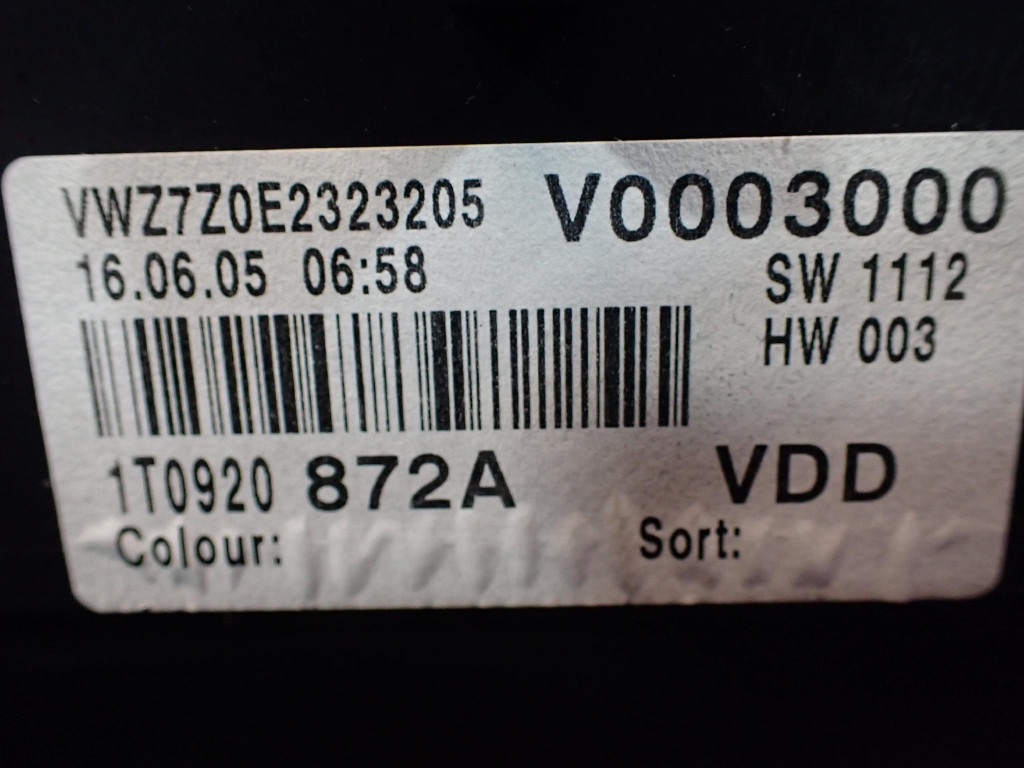 VWZ7Z0E2323205 V0003000
16.06.05 06:58 SW 1112
HW 003
1T0920 872A VDD
Colour: Sort: